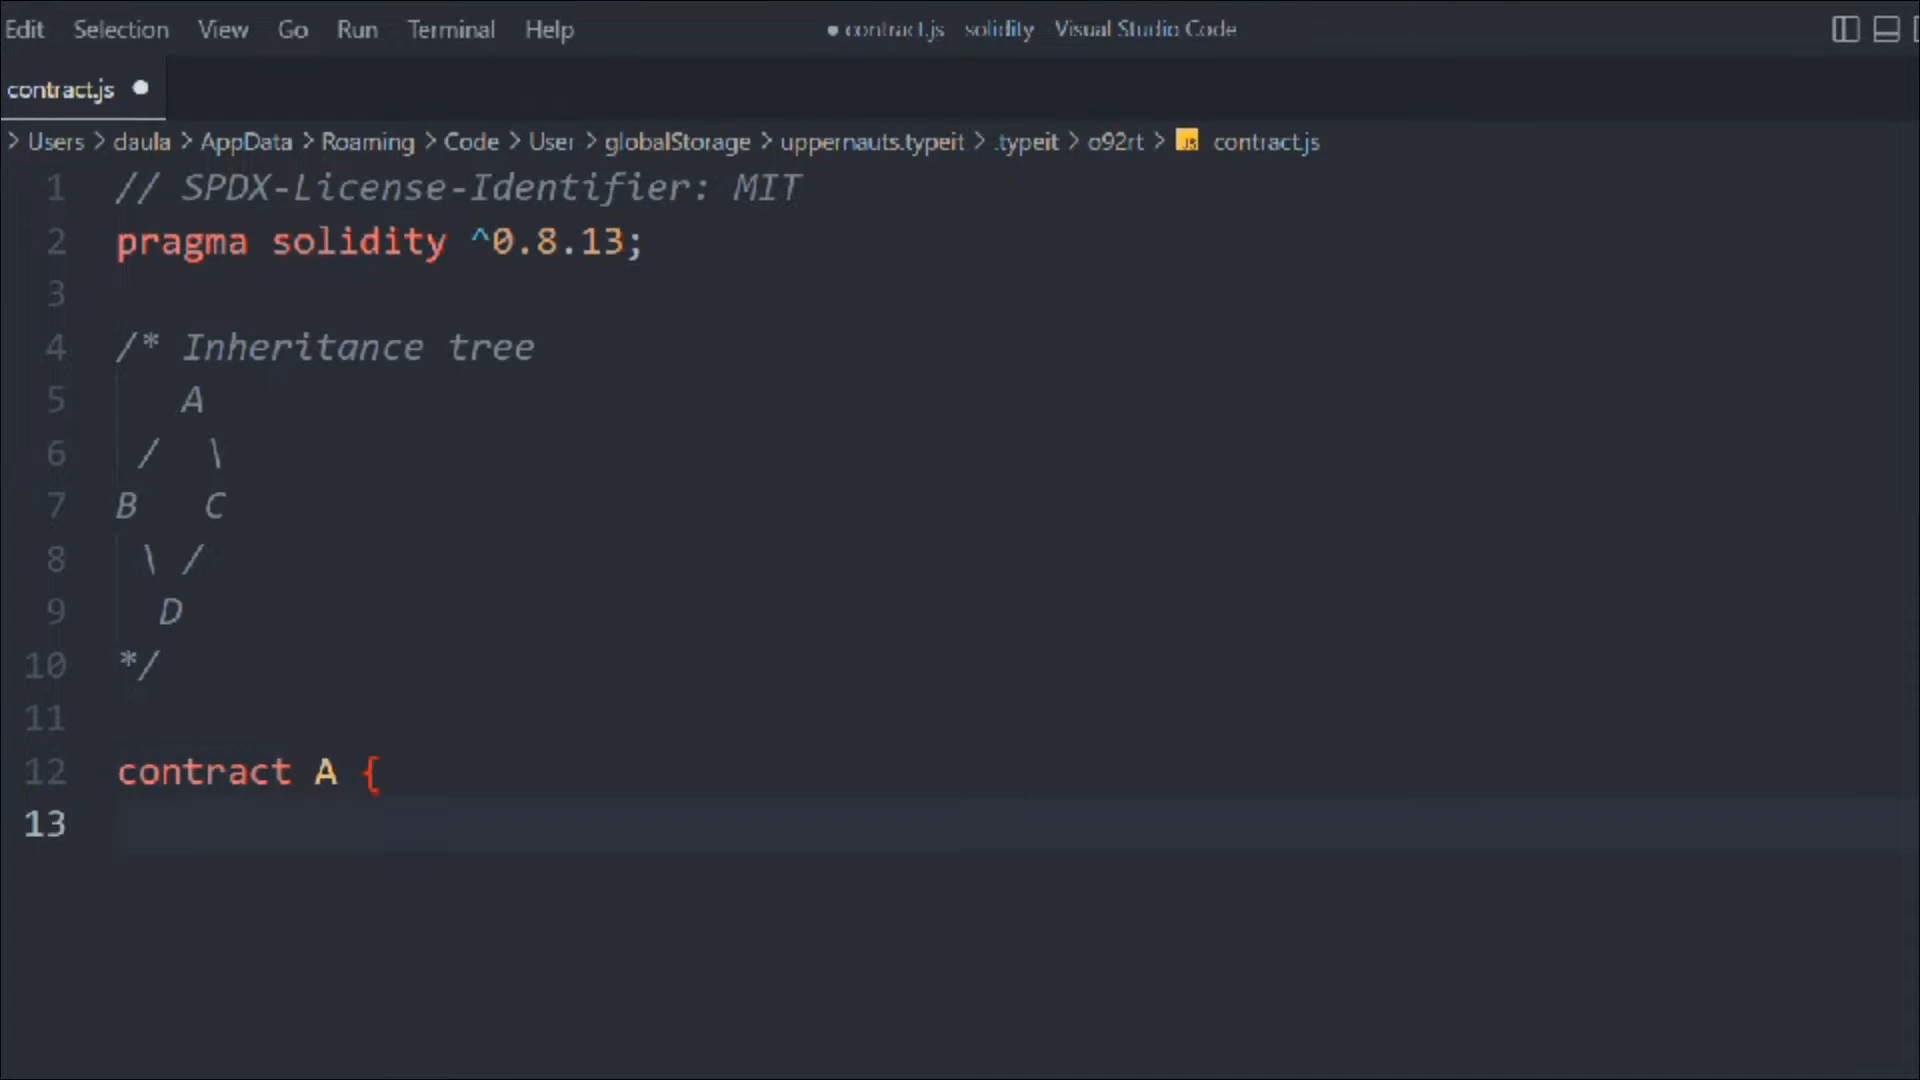 Edit Selection View Go Run Terminal Help ● contract.js solidity Visual Studio Code
contract.js ●
> Users > daula > AppData > Roaming > Code > User > globalStorage > uppernauts.typeit > .typeit > o92rt > JS contract.js
1 // SPDX-License-Identifier: MIT
2 pragma solidity ^0.8.13;
3
4 /* Inheritance tree
5 A
6 / \
7 B C
8 \ /
9 D
10 */
11
12 contract A {
13